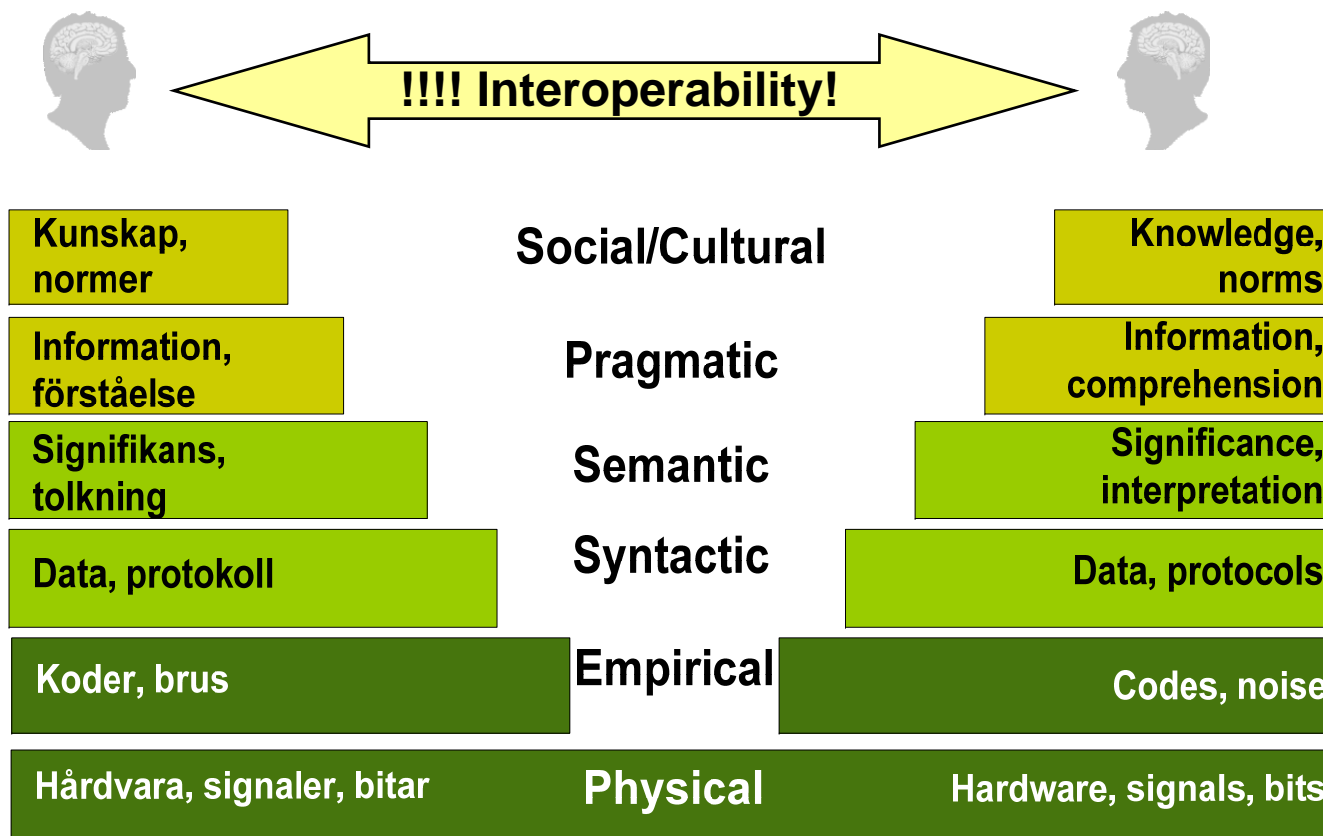 !!!! Interoperability!
Kunskap,
normer
Social/Cultural
Knowledge,
norms
Information,
förståelse
Pragmatic
Information,
comprehension
Signifikans,
tolkning
Semantic
Significance,
interpretation
Data, protokoll
Syntactic
Data, protocols
Koder, brus
Empirical
Codes, noise
Hårdvara, signaler, bitar
Physical
Hardware, signals, bits